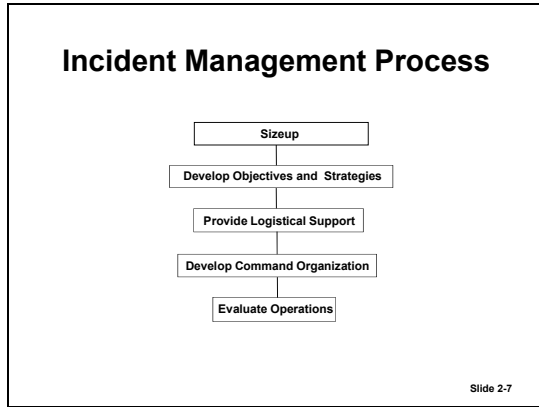 Incident Management Process
Sizeup
Develop Objectives and Strategies
Provide Logistical Support
Develop Command Organization
Evaluate Operations
Slide 2-7